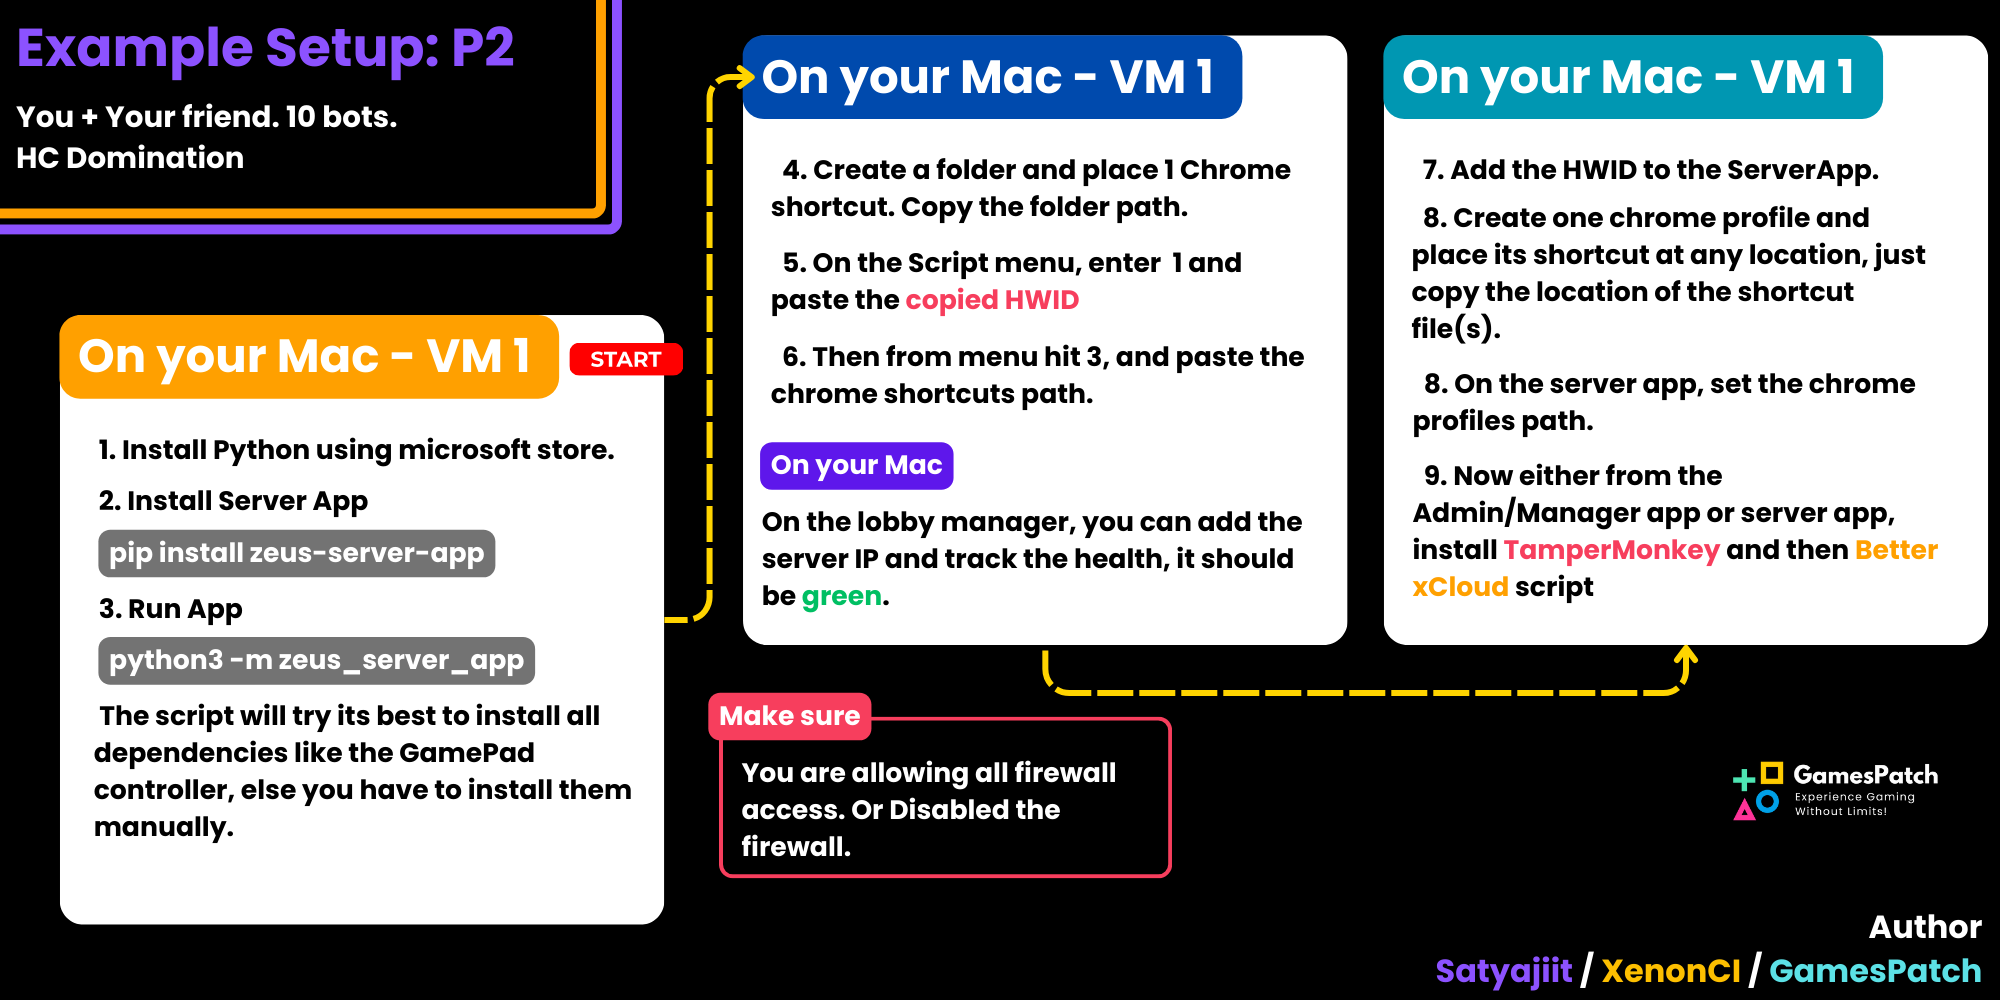 Example Setup: P2
You + Your friend. 10 bots.
HC Domination
On your Mac - VM 1
START
1. Install Python using microsoft store.
2. Install Server App
pip install zeus-server-app
3. Run App
python3 -m zeus_server_app
The script will try its best to install all
dependencies like the GamePad
controller, else you have to install them
manually.
On your Mac - VM 1
4. Create a folder and place 1 Chrome
shortcut. Copy the folder path.
5. On the Script menu, enter 1 and
paste the copied HWID
6. Then from menu hit 3, and paste the
chrome shortcuts path.
On your Mac
On the lobby manager, you can add the
server IP and track the health, it should
be green.
Make sure
You are allowing all firewall
access. Or Disabled the
firewall.
On your Mac - VM 1
7. Add the HWID to the ServerApp.
8. Create one chrome profile and
place its shortcut at any location, just
copy the location of the shortcut
file(s).
8. On the server app, set the chrome
profiles path.
9. Now either from the
Admin/Manager app or server app,
install TamperMonkey and then Better
xCloud script
GamesPatch
Experience Gaming
Without Limits!
Author
Satyajiit / XenonCI / GamesPatch